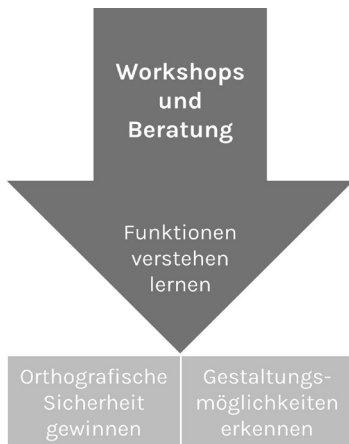 Workshops
und
Beratung
Funktionen
verstehen
lernen
Orthografische
Sicherheit
gewinnen
Gestaltungs-
möglichkeiten
erkennen